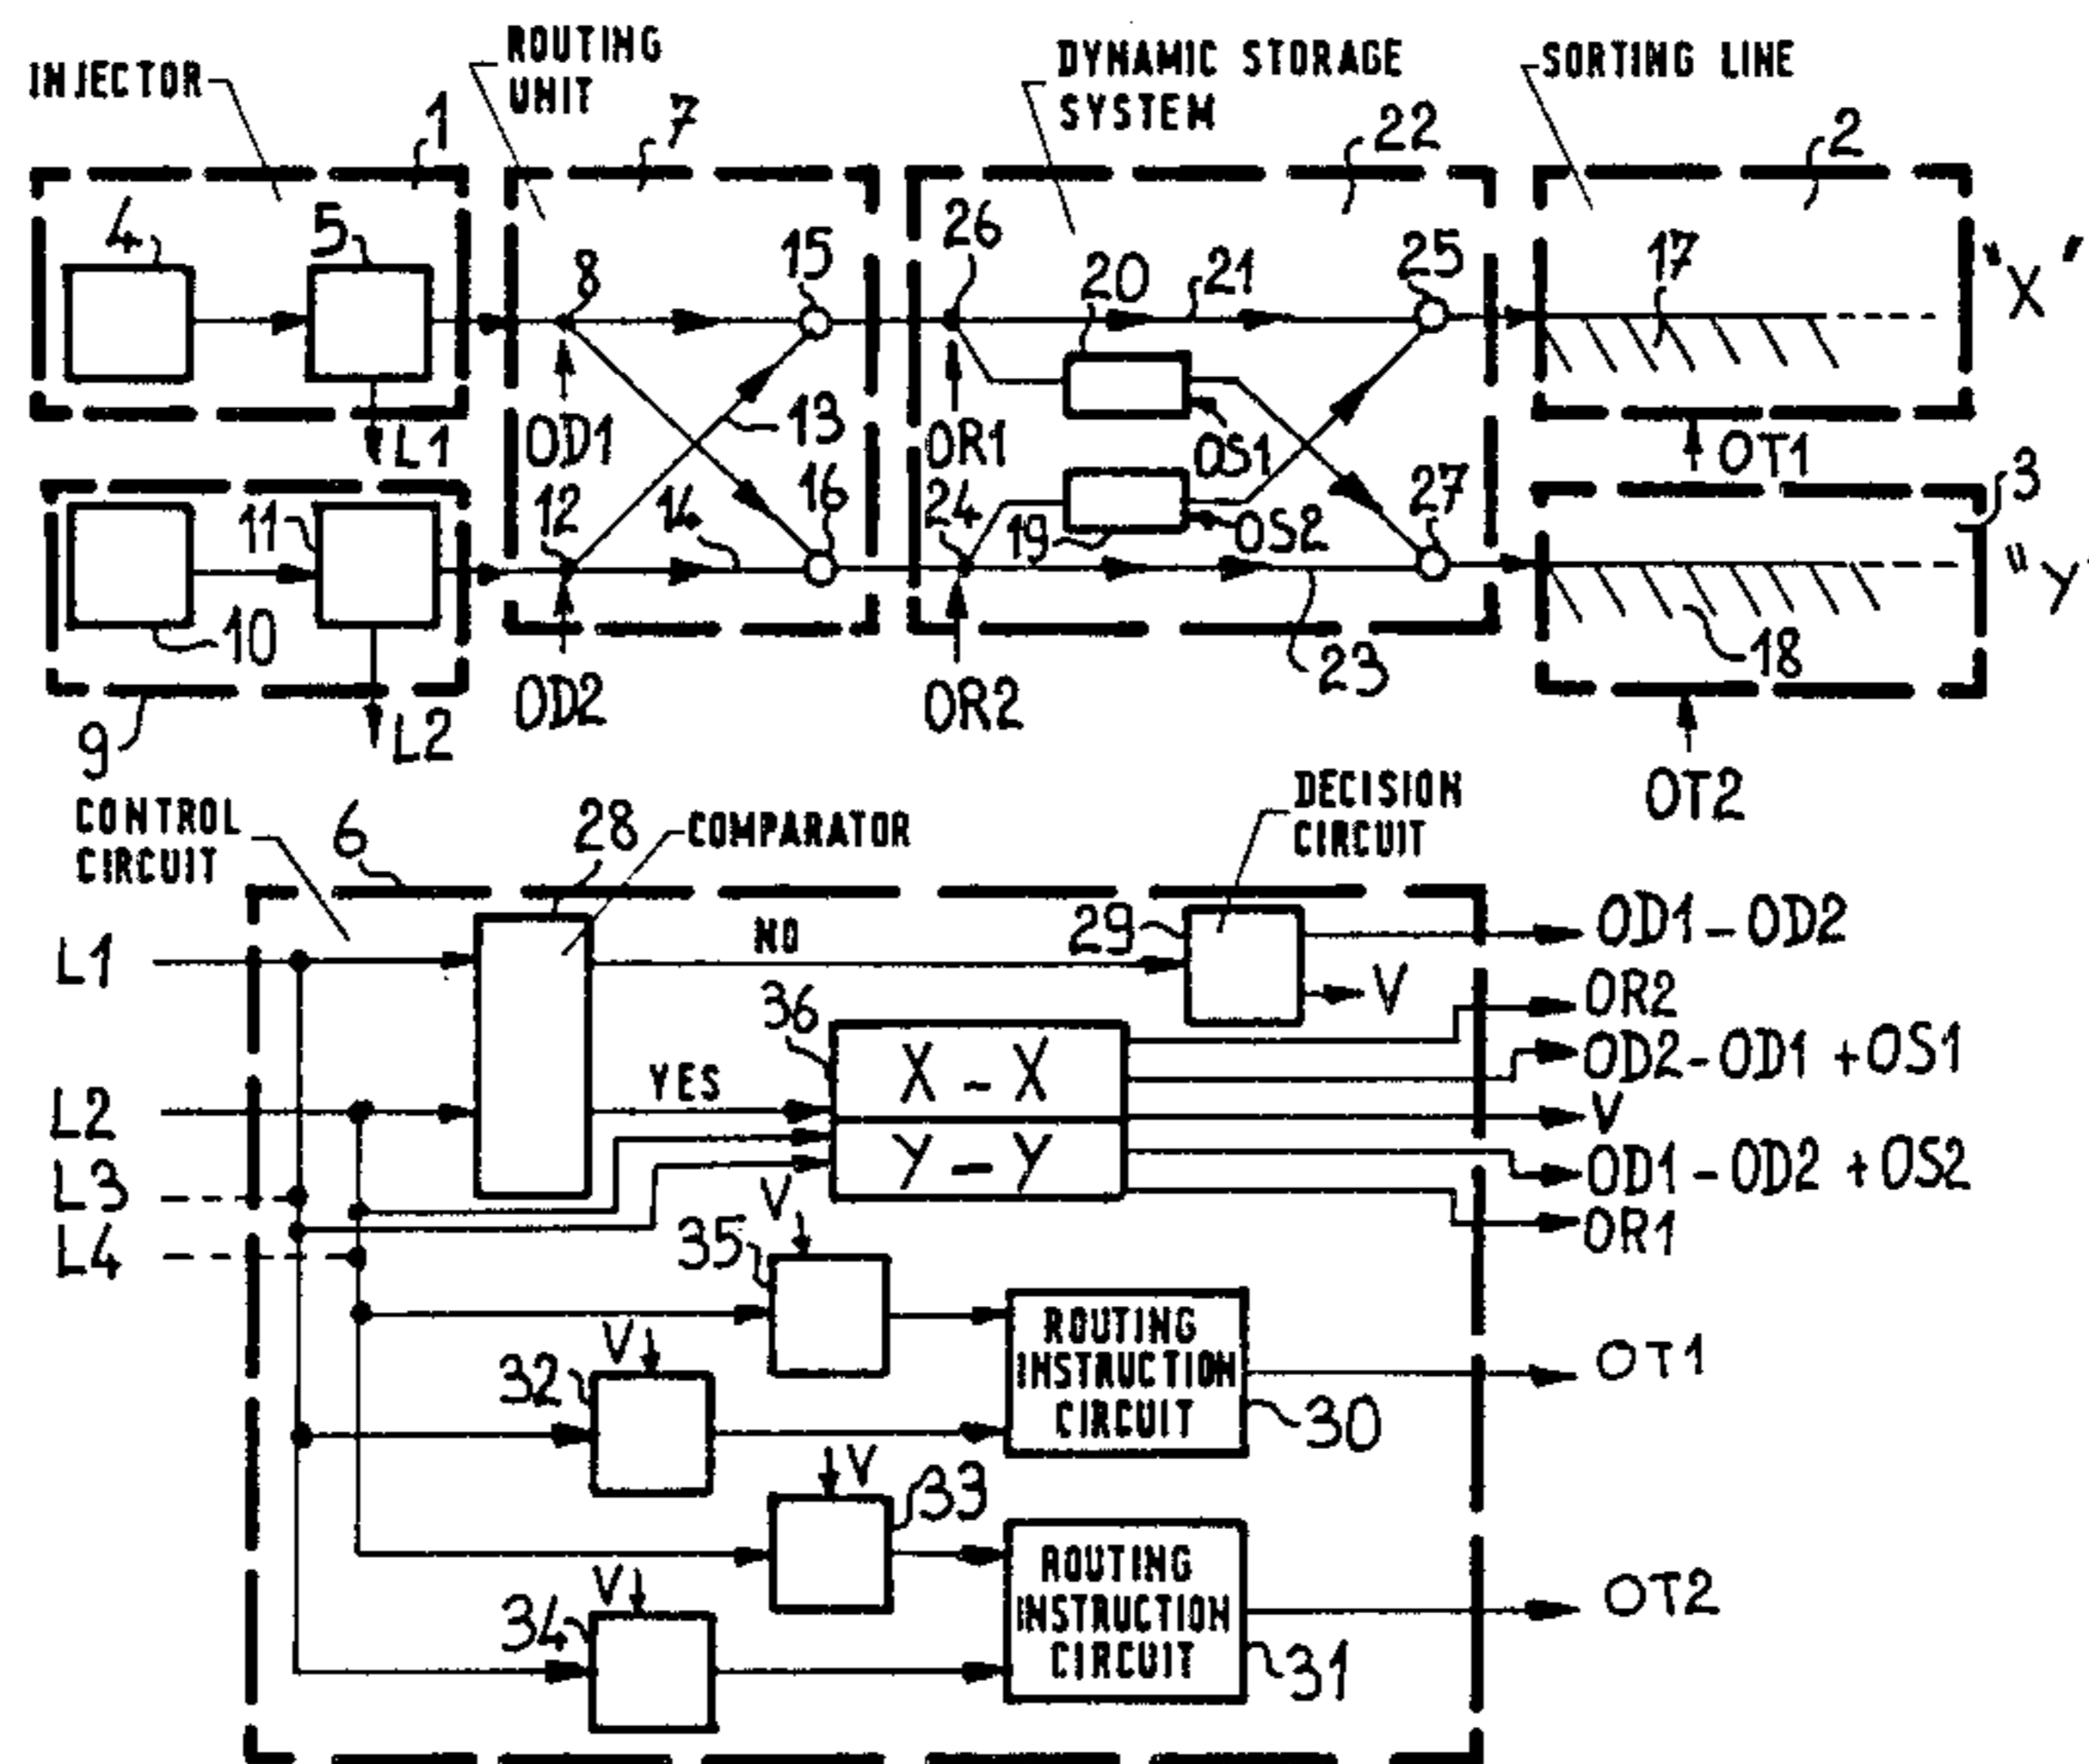 INJECTOR
ROUTING
UNIT
DYNAMIC STORAGE
SYSTEM
SORTING LINE
1
7
22
2
4
5
8
15
26
20
21
25
17
"X"
OD1
13
OR1
OS1
L1
OT1
3
11
12
14
16
24
19
OS2
27
"Y"
10
23
18
9
L2
OD2
OR2
OT2
CONTROL
CIRCUIT
6
28
COMPARATOR
DECISION
CIRCUIT
L1
NO
29
OD1-OD2
V
OR2
36
X-X
OD2-OD1 +OS1
L2
YES
V
Y-Y
OD1-OD2 +OS2
L3
V
OR1
L4
35
ROUTING
INSTRUCTION
CIRCUIT
V
32
OT1
30
V
33
ROUTING
INSTRUCTION
CIRCUIT
V
34
OT2
31